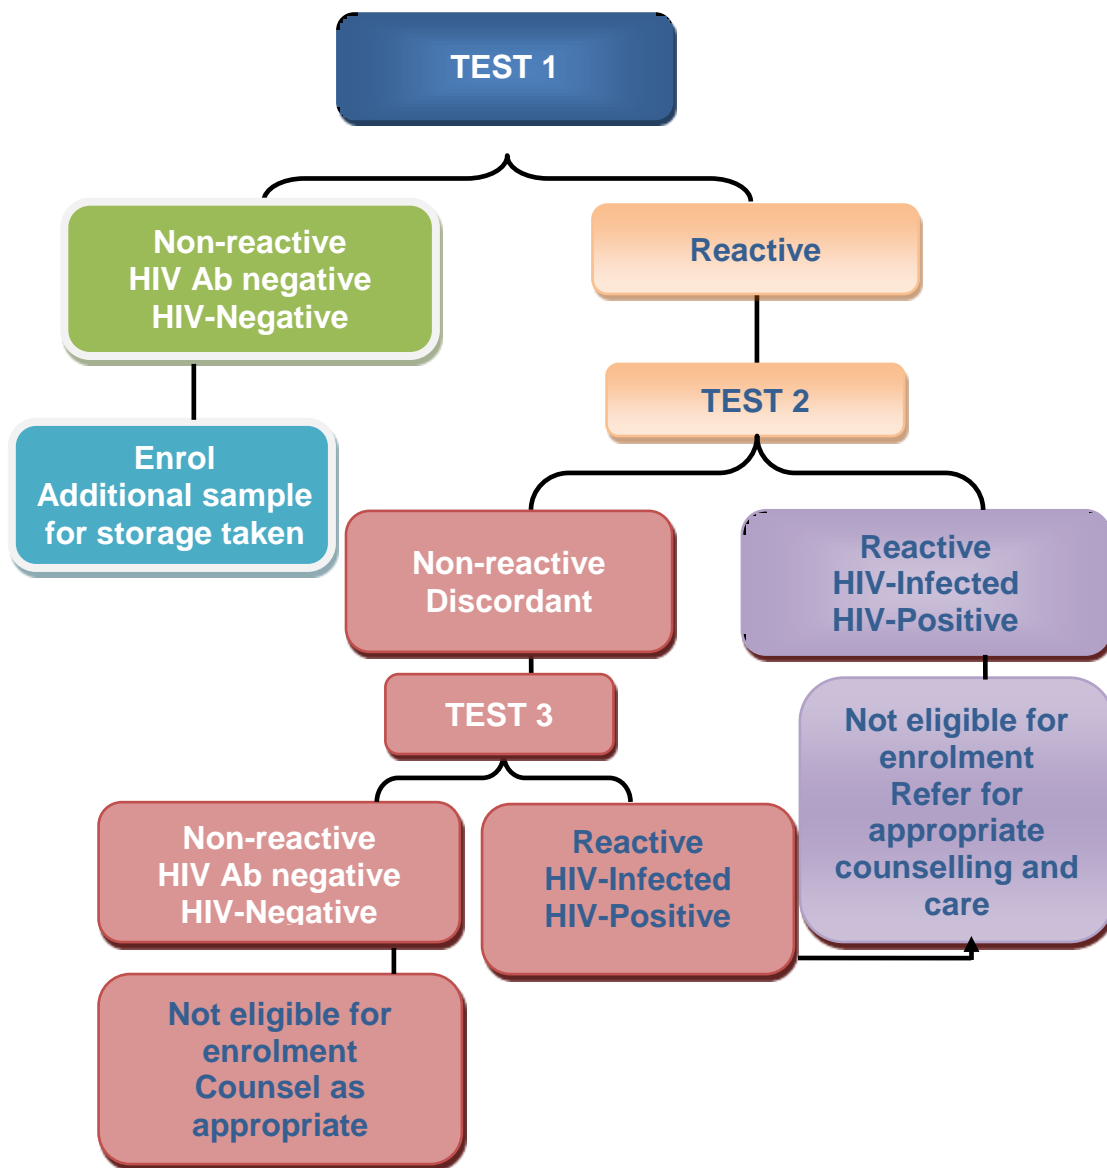 TEST 1
Non-reactive
HIV Ab negative
HIV-Negative
Reactive
TEST 2
Enrol
Additional sample
for storage taken
Non-reactive
Discordant
Reactive
HIV-Infected
HIV-Positive
TEST 3
Not eligible for
enrolment
Refer for
appropriate
counselling and
care
Non-reactive
HIV Ab negative
HIV-Negative
Reactive
HIV-Infected
HIV-Positive
Not eligible for
enrolment
Counsel as
appropriate